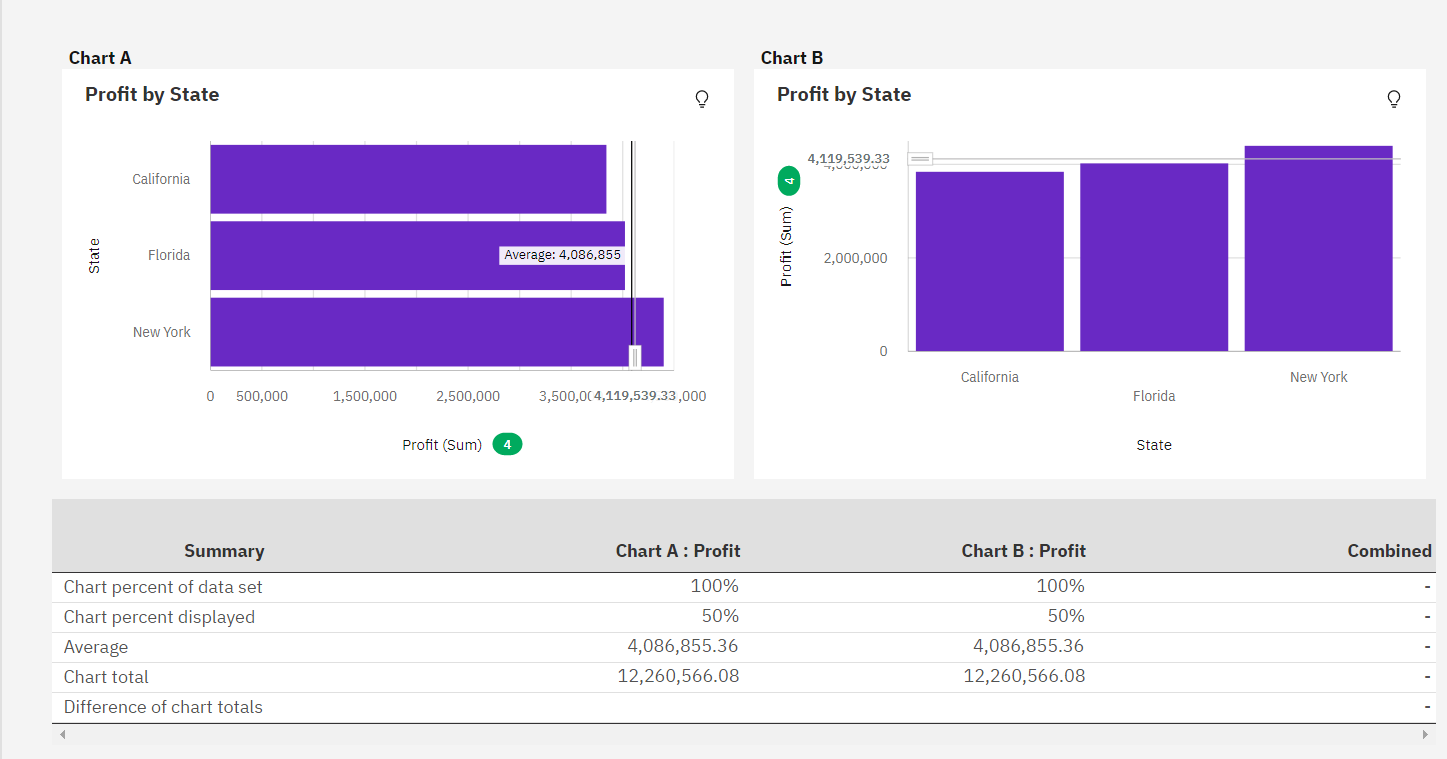 Chart A
Profit by State
California
Florida
New York
State
Average: 4,086,855
0 500,000 1,500,000 2,500,000 3,500,0 4,119,539.33 ,000
Profit (Sum) 4
Chart B
Profit by State
4,119,539.33
2,000,000
0
Profit (Sum) 4
California
Florida
New York
State
Summary Chart A : Profit Chart B : Profit Combined
Chart percent of data set 100% 100% -
Chart percent displayed 50% 50% -
Average 4,086,855.36 4,086,855.36 -
Chart total 12,260,566.08 12,260,566.08 -
Difference of chart totals -